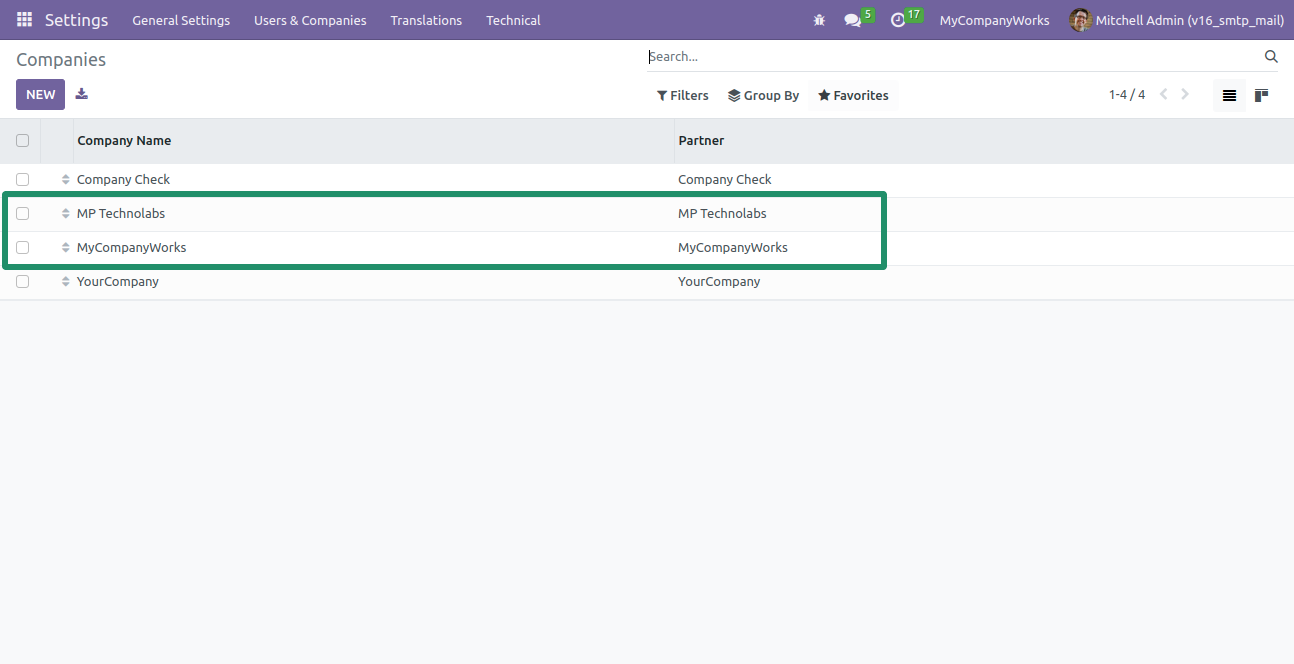 Settings General Settings Users & Companies Translations Technical 5 17 MyCompanyWorks Mitchell Admin (v16_smtp_mail)
Companies Search...
NEW Filters Group By Favorites 1-4 / 4
Company Name Partner
Company Check Company Check
MP Technolabs MP Technolabs
MyCompanyWorks MyCompanyWorks
YourCompany YourCompany